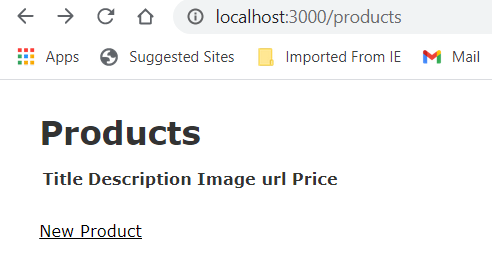 localhost:3000/products
Apps Suggested Sites Imported From IE Mail
Products
Title Description Image url Price
New Product